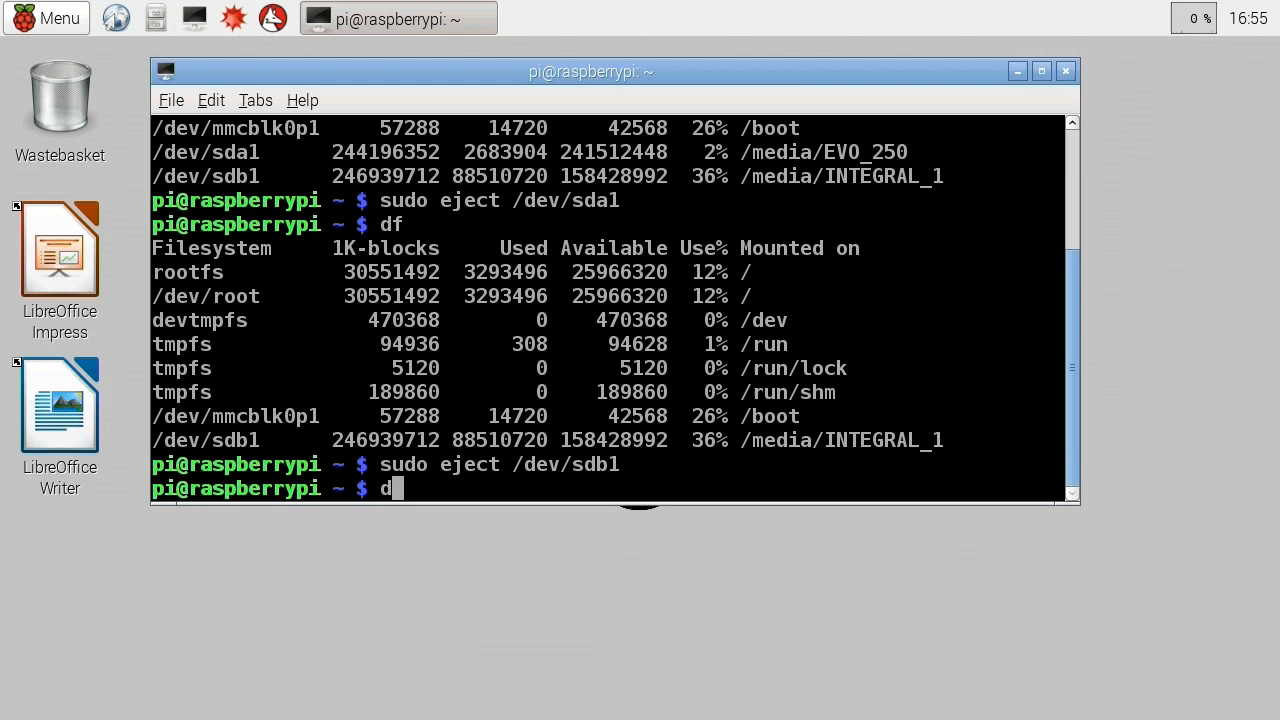 Menu
pi@raspberrypi: ~
0 %
16:55
pi@raspberrypi: ~
File Edit Tabs Help
Wastebasket
LibreOffice
Impress
LibreOffice
Writer
/dev/mmcblk0p1 57288 14720 42568 26% /boot
/dev/sda1 244196352 2683904 241512448 2% /media/EVO_250
/dev/sdb1 246939712 88510720 158428992 36% /media/INTEGRAL_1
pi@raspberrypi ~ $ sudo eject /dev/sda1
pi@raspberrypi ~ $ df
Filesystem 1K-blocks Used Available Use% Mounted on
rootfs 30551492 3293496 25966320 12% /
/dev/root 30551492 3293496 25966320 12% /
devtmpfs 470368 0 470368 0% /dev
tmpfs 94936 308 94628 1% /run
tmpfs 5120 0 5120 0% /run/lock
tmpfs 189860 0 189860 0% /run/shm
/dev/mmcblk0p1 57288 14720 42568 26% /boot
/dev/sdb1 246939712 88510720 158428992 36% /media/INTEGRAL_1
pi@raspberrypi ~ $ sudo eject /dev/sdb1
pi@raspberrypi ~ $ d